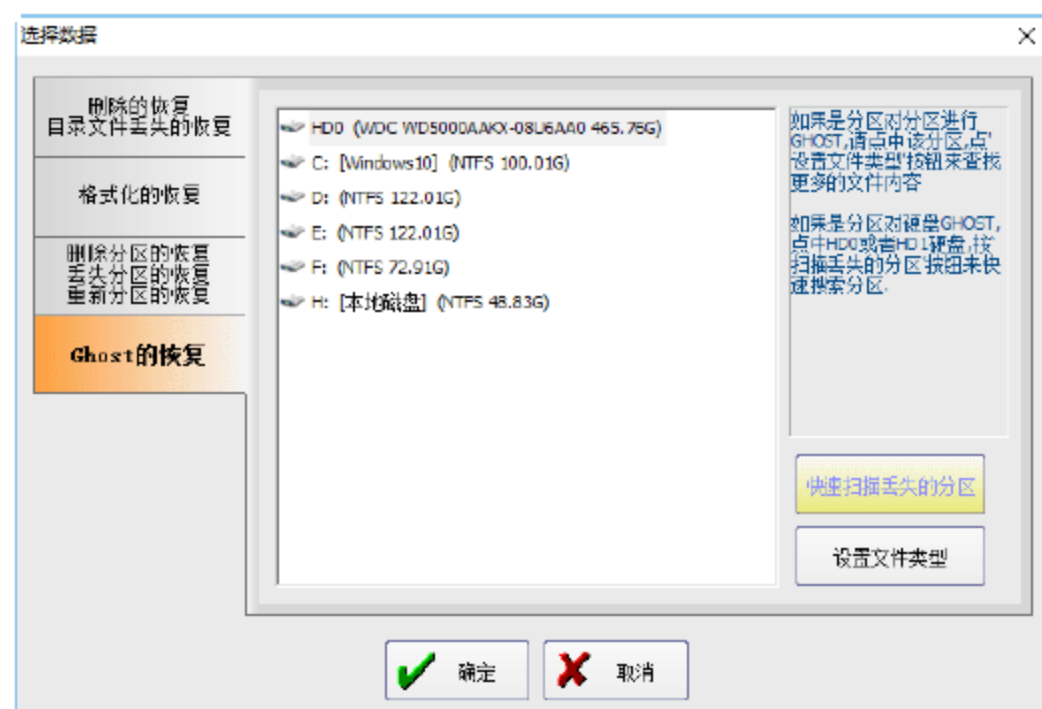 选择数据
删除的恢复
目录文件丢失的恢复
格式化的恢复
删除分区的恢复
丢失分区的恢复
重新分区的恢复
Ghost的恢复
HD0 (WDC WD5000AAKX-08U6AA0 465.76G)
C: [Windows10] (NTFS 100.01G)
D: (NTFS 122.01G)
E: (NTFS 122.01G)
F: (NTFS 72.91G)
H: [本地磁盘] (NTFS 48.83G)
如果是分区对分区进行
GHOST,请点中该分区,点'
设置文件类型'按钮来查找
更多的文件内容
如果是分区对硬盘GHOST,
点中HD0或者HD1硬盘,按'
扫描丢失的分区'按钮来快
速搜索分区.
快速扫描丢失的分区
设置文件类型
确定
取消